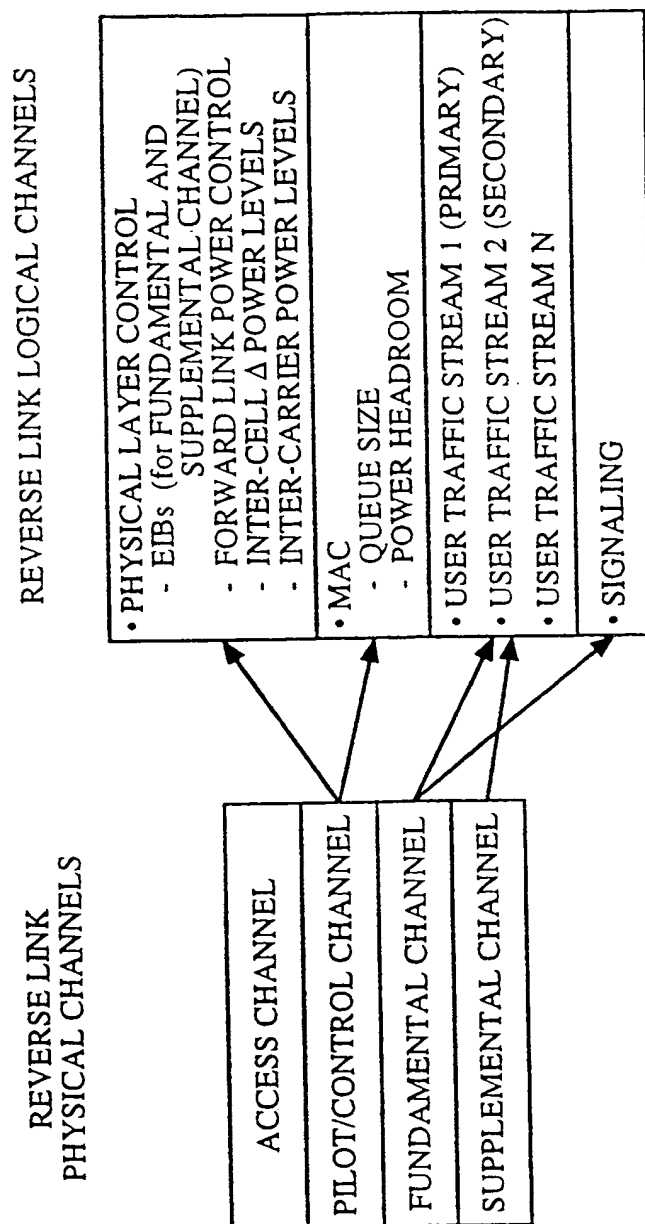 REVERSE LINK
PHYSICAL CHANNELS
ACCESS CHANNEL
PILOT/CONTROL CHANNEL
FUNDAMENTAL CHANNEL
SUPPLEMENTAL CHANNEL
REVERSE LINK LOGICAL CHANNELS
• PHYSICAL LAYER CONTROL
- EIBs (for FUNDAMENTAL AND
SUPPLEMENTAL CHANNEL)
- FORWARD LINK POWER CONTROL
- INTER-CELL Δ POWER LEVELS
- INTER-CARRIER POWER LEVELS
• MAC
- QUEUE SIZE
- POWER HEADROOM
• USER TRAFFIC STREAM 1 (PRIMARY)
• USER TRAFFIC STREAM 2 (SECONDARY)
• USER TRAFFIC STREAM N
• SIGNALING